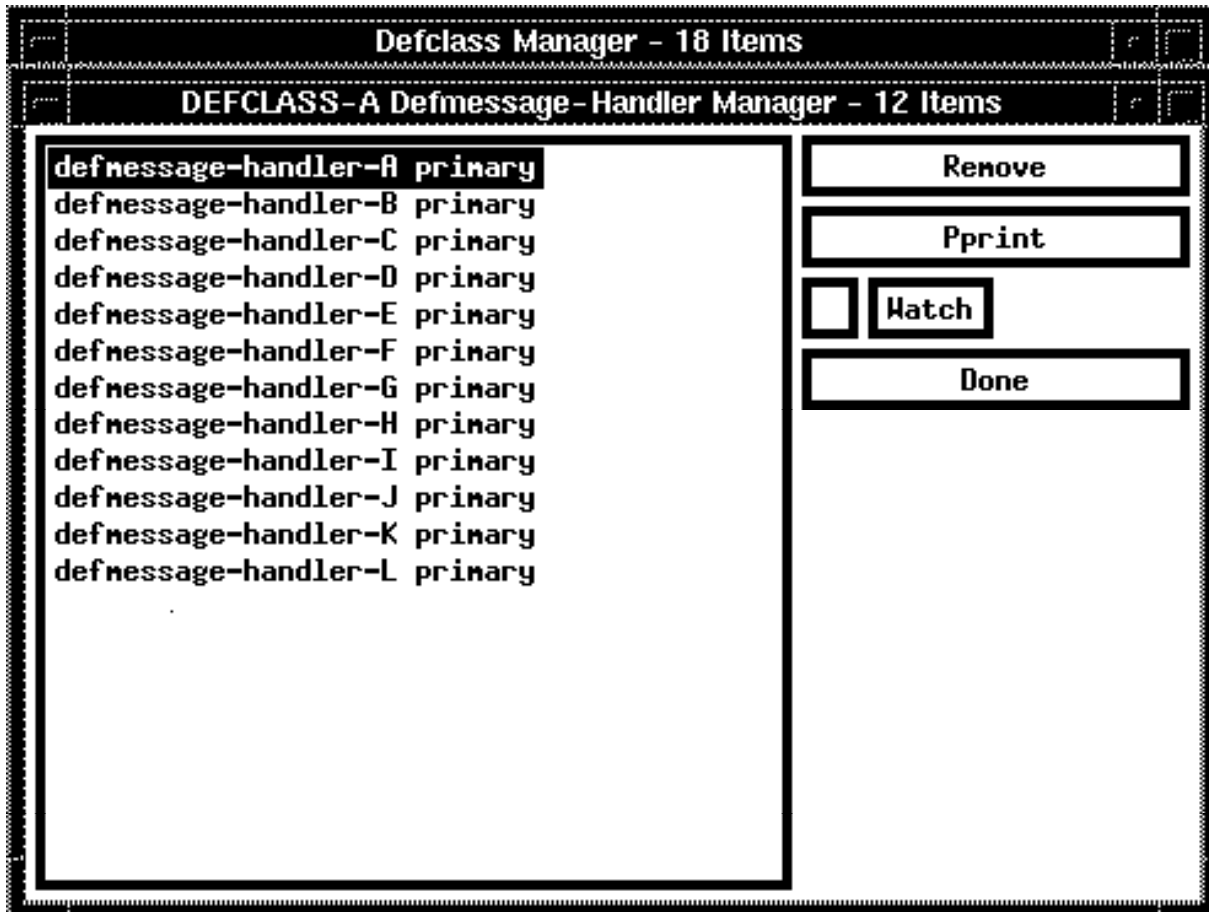 Defclass Manager - 18 Items
DEFCLASS-A Defmessage-Handler Manager - 12 Items
defmessage-handler-A primary
defmessage-handler-B primary
defmessage-handler-C primary
defmessage-handler-D primary
defmessage-handler-E primary
defmessage-handler-F primary
defmessage-handler-G primary
defmessage-handler-H primary
defmessage-handler-I primary
defmessage-handler-J primary
defmessage-handler-K primary
defmessage-handler-L primary
Remove
Pprint
Watch
Done